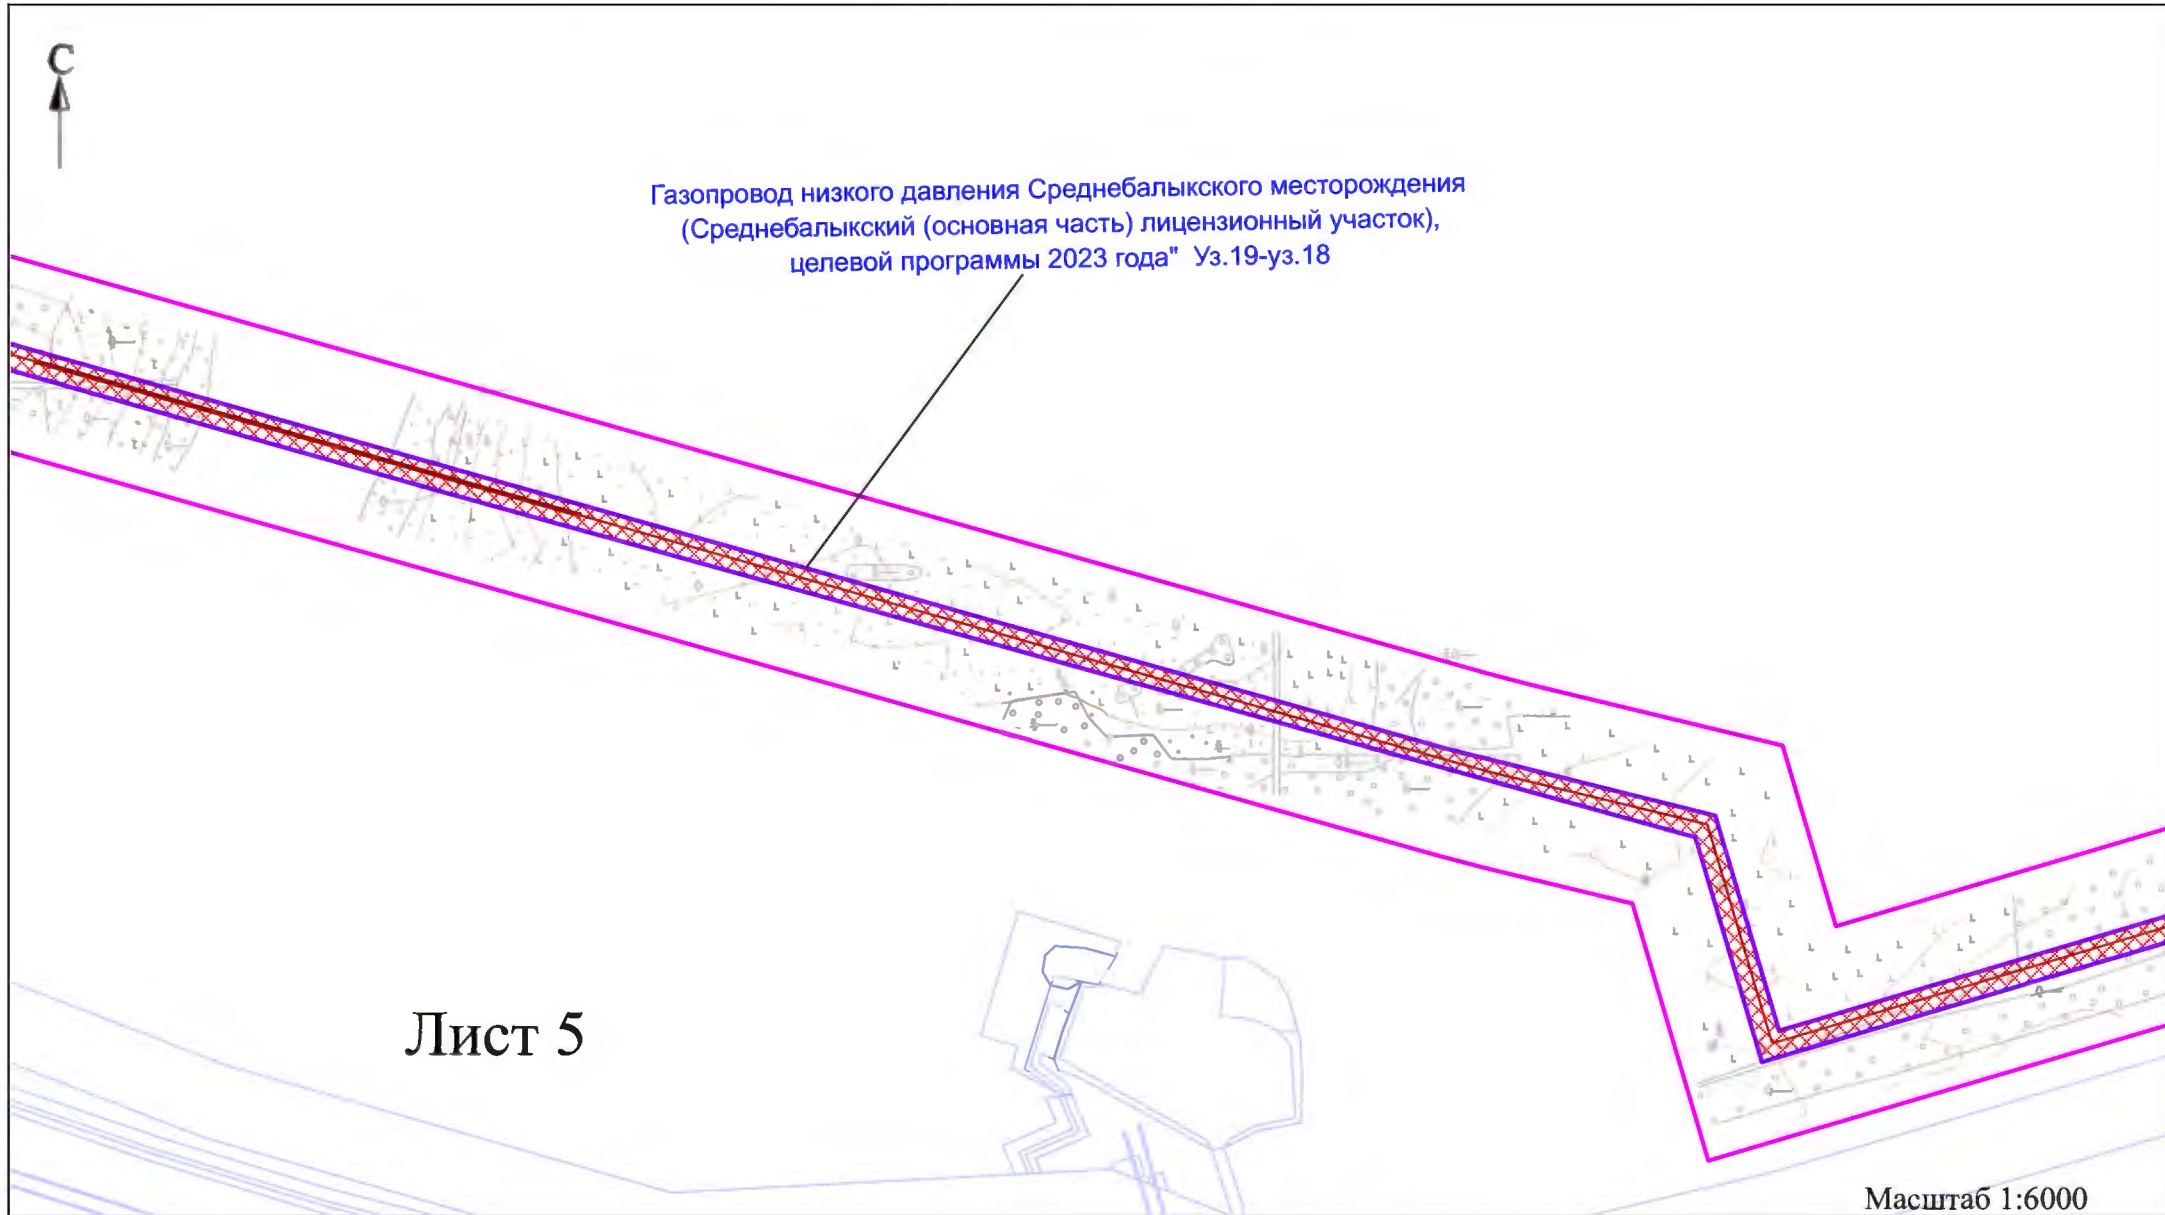 С
Газопровод низкого давления Среднебалыкского месторождения
(Среднебалыкский (основная часть) лицензионный участок),
целевой программы 2023 года" Уз.19-уз.18
Лист 5
Масштаб 1:6000